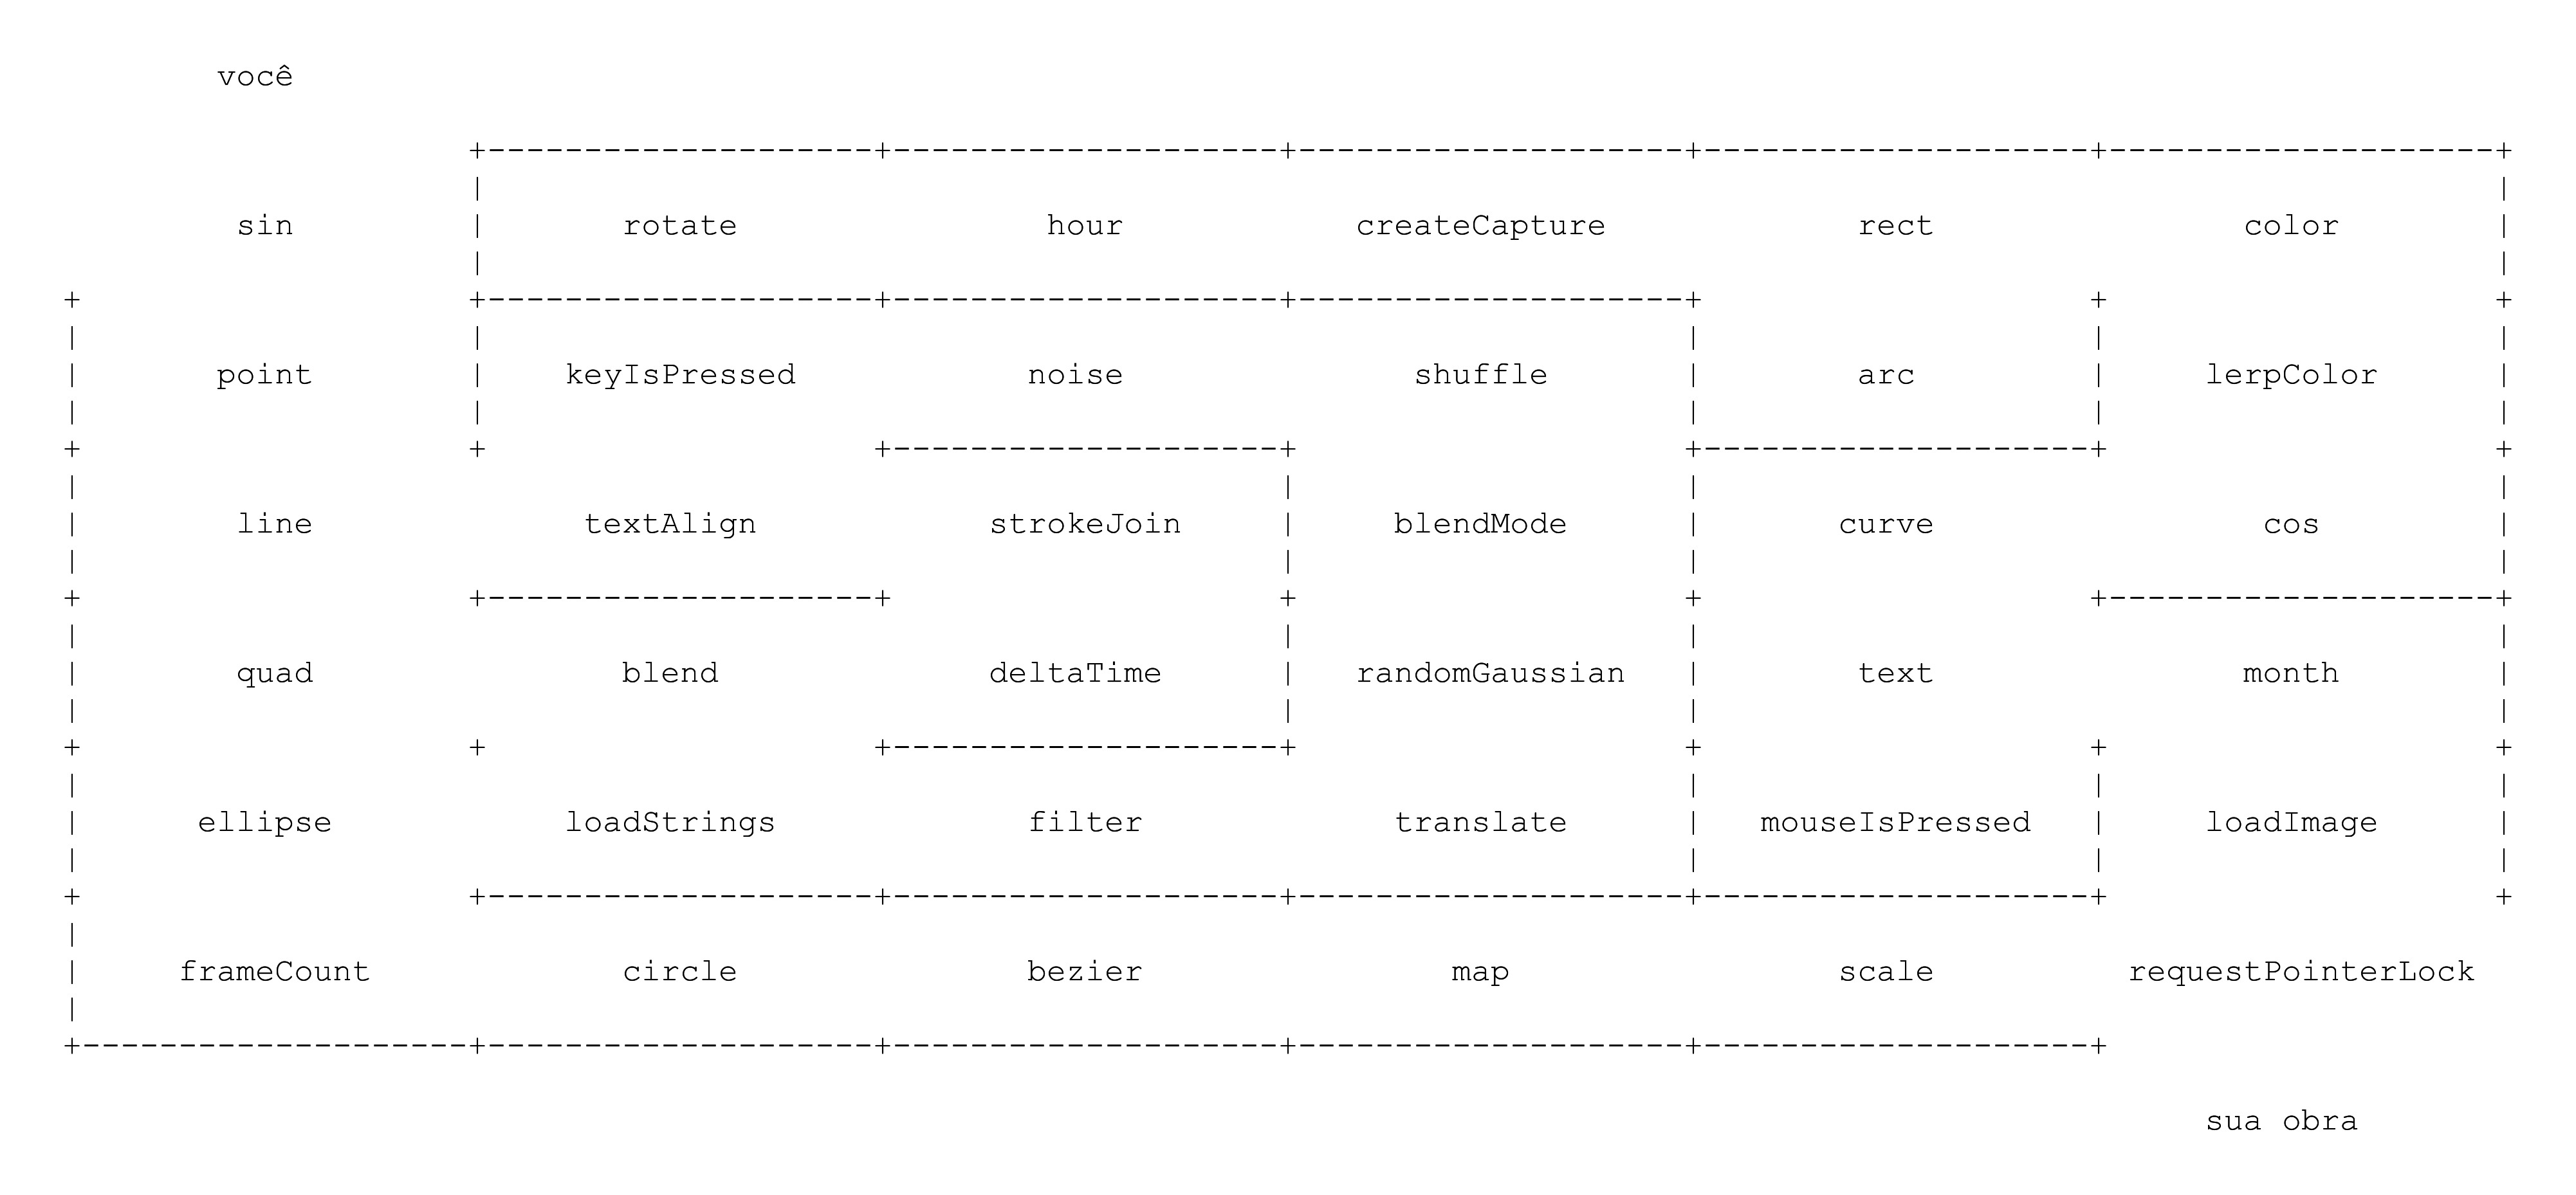 você
sin rotate hour createCapture rect color
point keyIsPressed noise shuffle arc lerpColor
line textAlign strokeJoin blendMode curve cos
quad blend deltaTime randomGaussian text month
ellipse loadStrings filter translate mouseIsPressed loadImage
frameCount circle bezier map scale requestPointerLock
sua obra